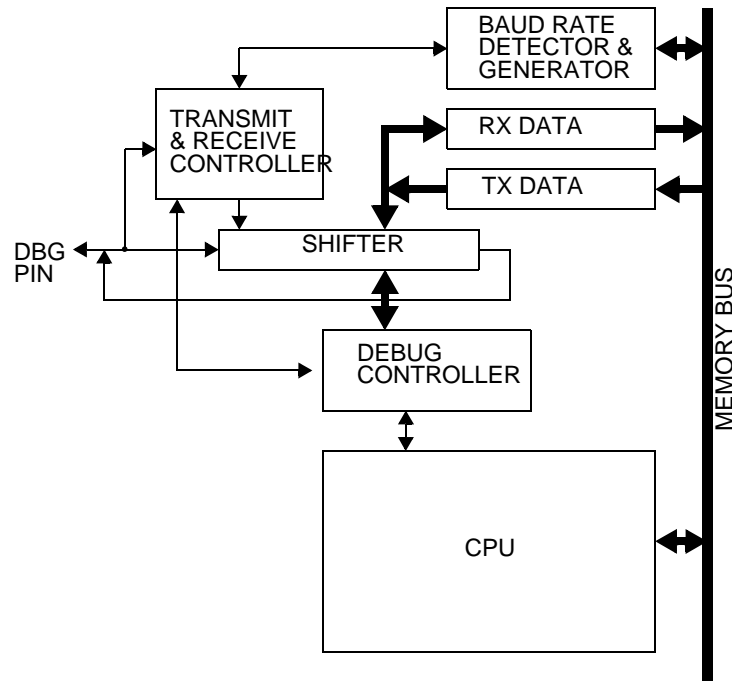 BAUD RATE
DETECTOR &
GENERATOR
TRANSMIT
& RECEIVE
CONTROLLER
RX DATA
TX DATA
SHIFTER
DBG
PIN
DEBUG
CONTROLLER
CPU
MEMORY BUS